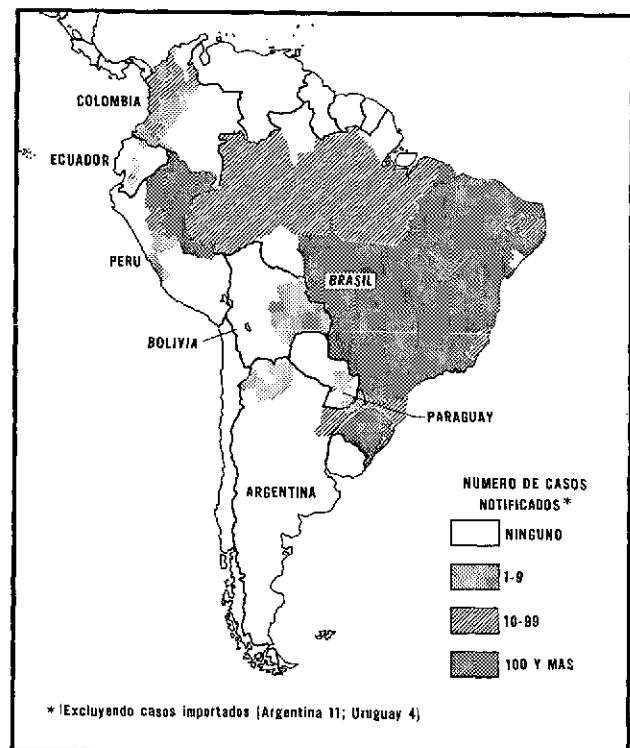 COLOMBIA
ECUADOR
PERU
BRASIL
BOLIVIA
PARAGUAY
ARGENTINA
NUMERO DE CASOS
NOTIFICADOS*
NINGUNO
1-9
10-99
100 Y MAS
* Excluyendo casos importados (Argentina 11; Uruguay 4)